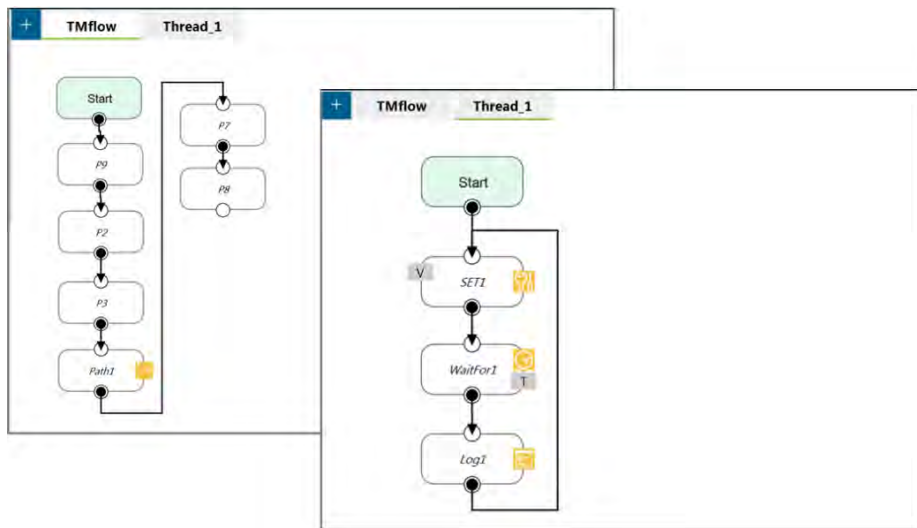 + TMflow Thread_1
Start
P9
P2
P3
Path1
P7
P8
+ TMflow Thread_1
Start
V
SET1
WaitFor1
T
Log1